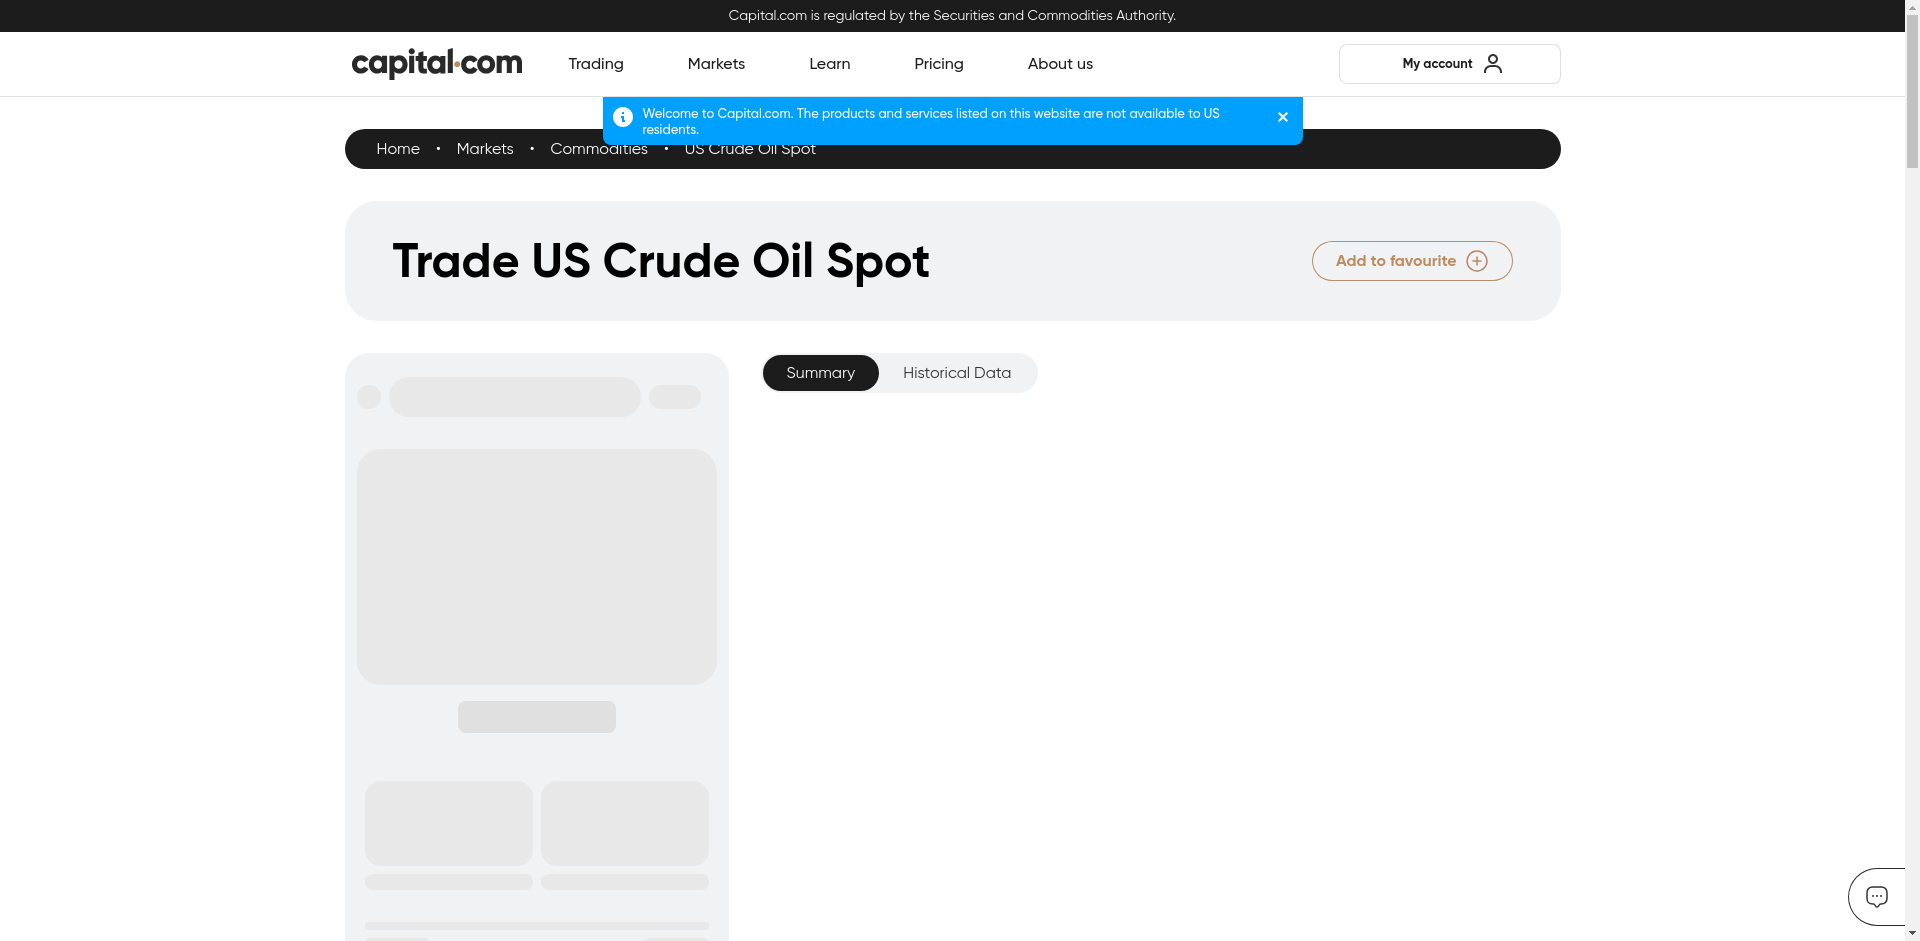 Capital.com is regulated by the Securities and Commodities Authority.
capital.com
Trading
Markets
Learn
Pricing
About us
My account
Welcome to Capital.com. The products and services listed on this website are not available to US
residents.
Home • Markets • Commodities • US Crude Oil Spot
Trade US Crude Oil Spot
Add to favourite
Summary
Historical Data